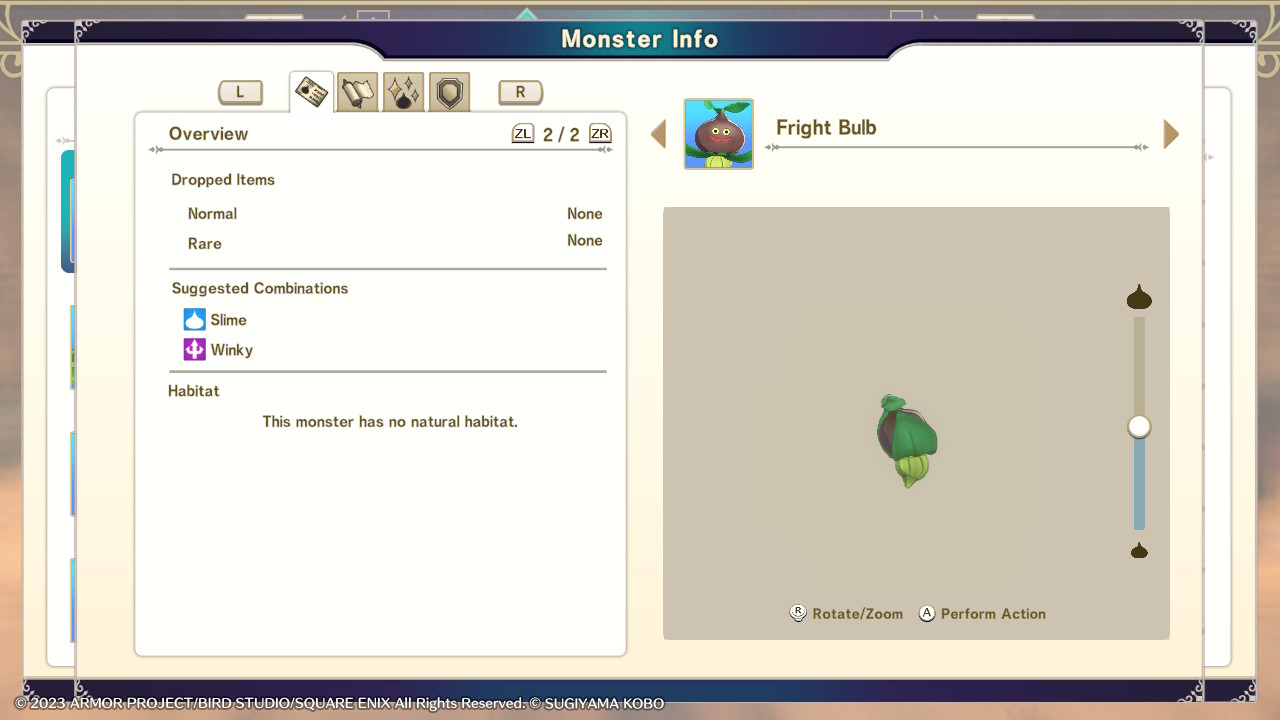 Monster Info
L
R
Overview
ZL 2 / 2 ZR
Dropped Items
Normal None
Rare None
Suggested Combinations
Slime
Winky
Habitat
This monster has no natural habitat.
Fright Bulb
R Rotate/Zoom A Perform Action
© 2023 ARMOR PROJECT/BIRD STUDIO/SQUARE ENIX All Rights Reserved. © SUGIYAMA KOBO